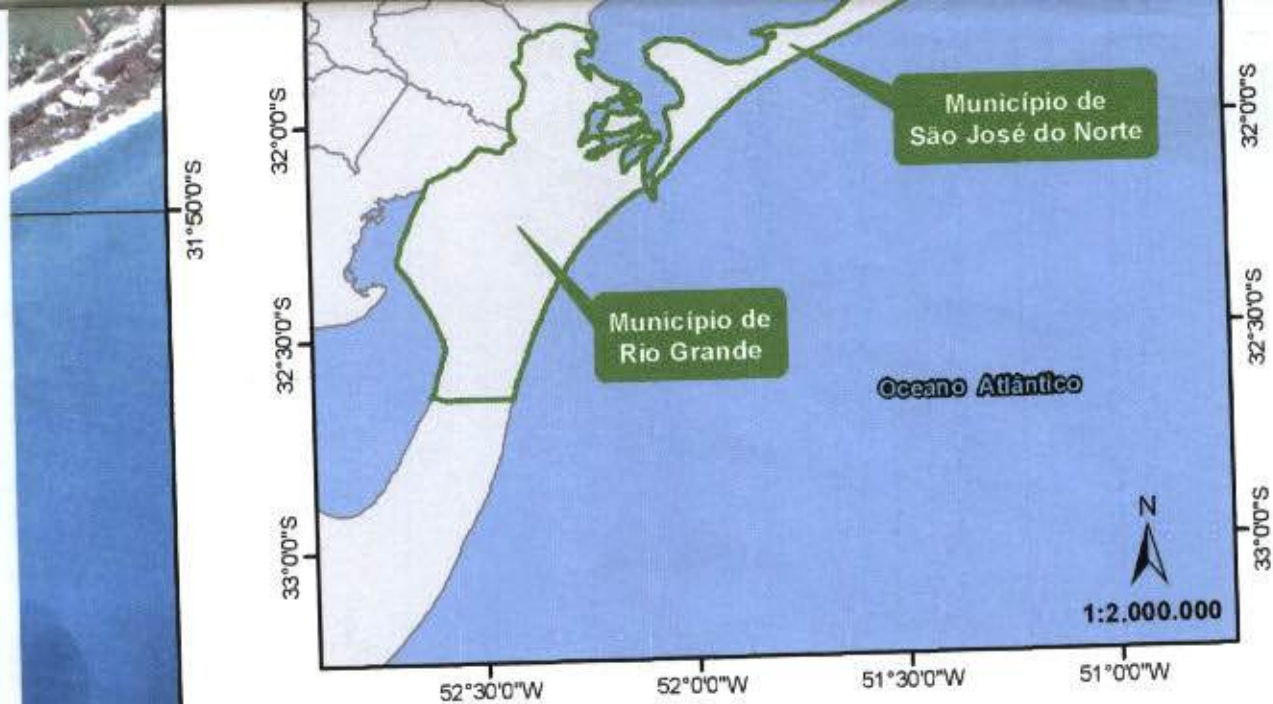 31°50'0"S
32°0'0"S
32°30'0"S
33°0'0"S
Município de
São José do Norte
Município de
Rio Grande
Oceano Atlântico
N
1:2.000.000
32°0'0"S
32°30'0"S
33°0'0"S
52°30'0"W
52°0'0"W
51°30'0"W
51°0'0"W